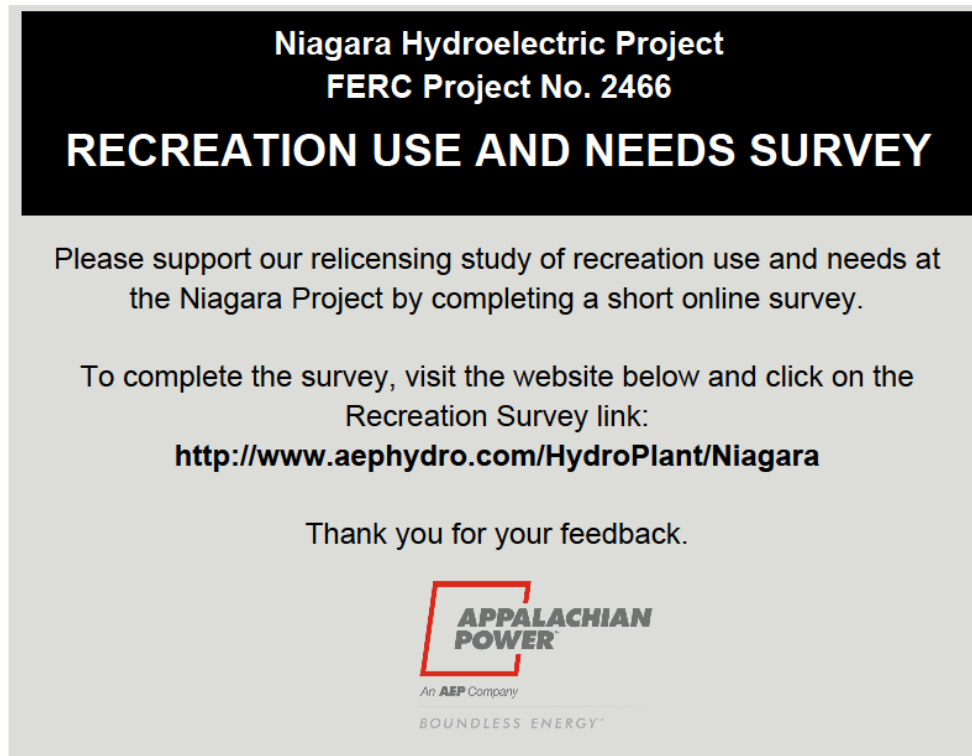 Niagara Hydroelectric Project
FERC Project No. 2466
RECREATION USE AND NEEDS SURVEY
Please support our relicensing study of recreation use and needs at
the Niagara Project by completing a short online survey.
To complete the survey, visit the website below and click on the
Recreation Survey link:
http://www.aephydro.com/HydroPlant/Niagara
Thank you for your feedback.
APPALACHIAN
POWER™
An AEP Company
BOUNDLESS ENERGY™